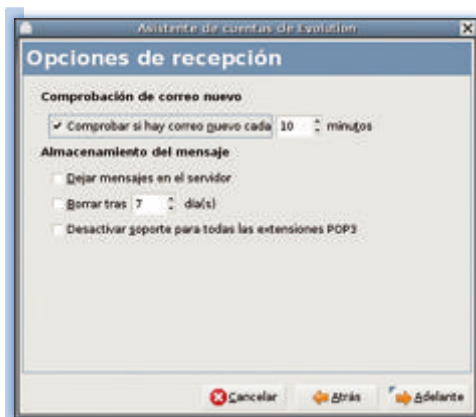 Asistente de cuentas de Evolution
Opciones de recepción
Comprobación de correo nuevo
Comprobar si hay correo nuevo cada 10 minutos
Almacenamiento del mensaje
Dejar mensajes en el servidor
Borrar tras 7 día(s)
Desactivar soporte para todas las extensiones POP3
Cancelar Atrás Adelante